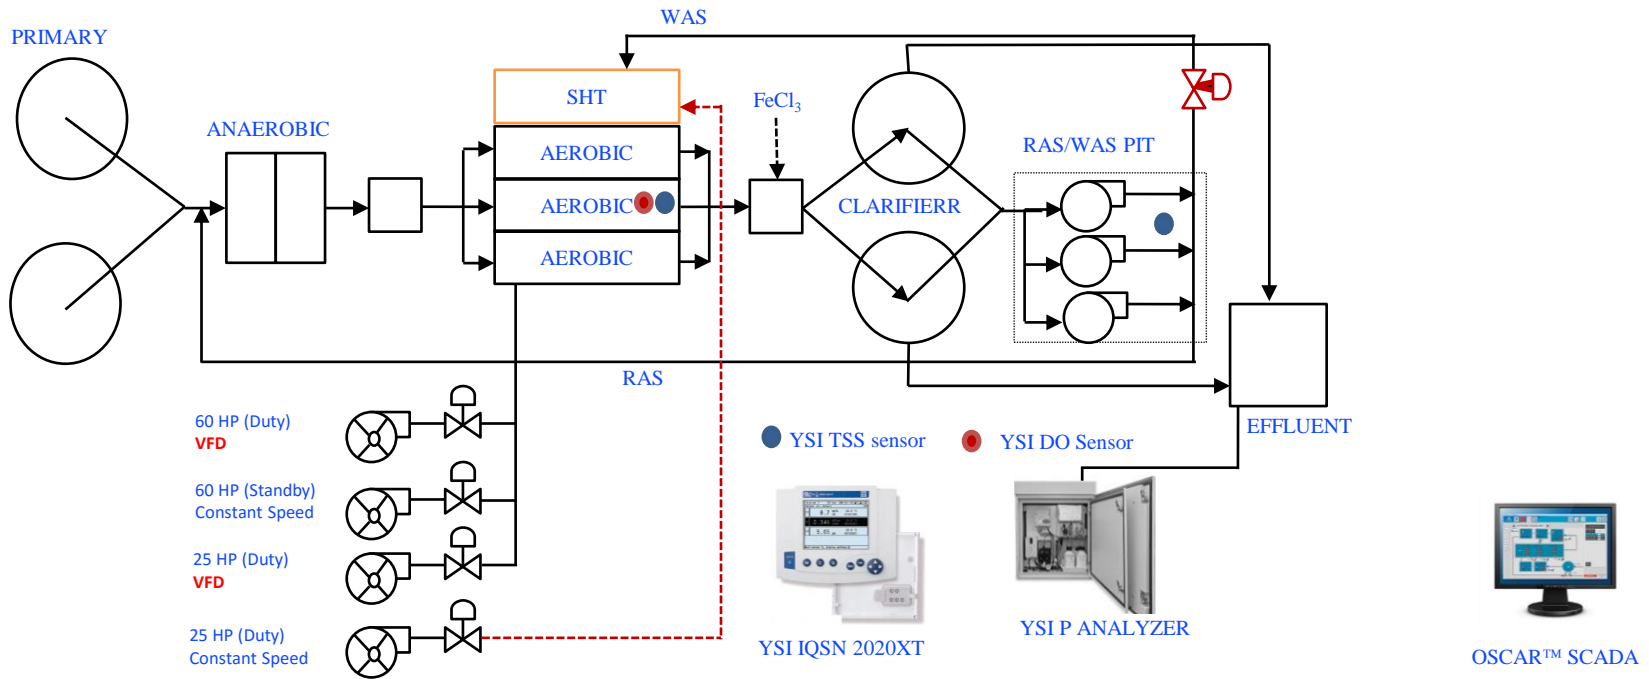 WAS
PRIMARY
SHT
FeCl₃
ANAEROBIC
AEROBIC
RAS/WAS PIT
AEROBIC
CLARIFIERR
AEROBIC
RAS
60 HP (Duty)
VFD
EFFLUENT
YSI TSS sensor
YSI DO Sensor
60 HP (Standby)
Constant Speed
25 HP (Duty)
VFD
25 HP (Duty)
Constant Speed
YSI IQSN 2020XT
YSI P ANALYZER
OSCAR™ SCADA